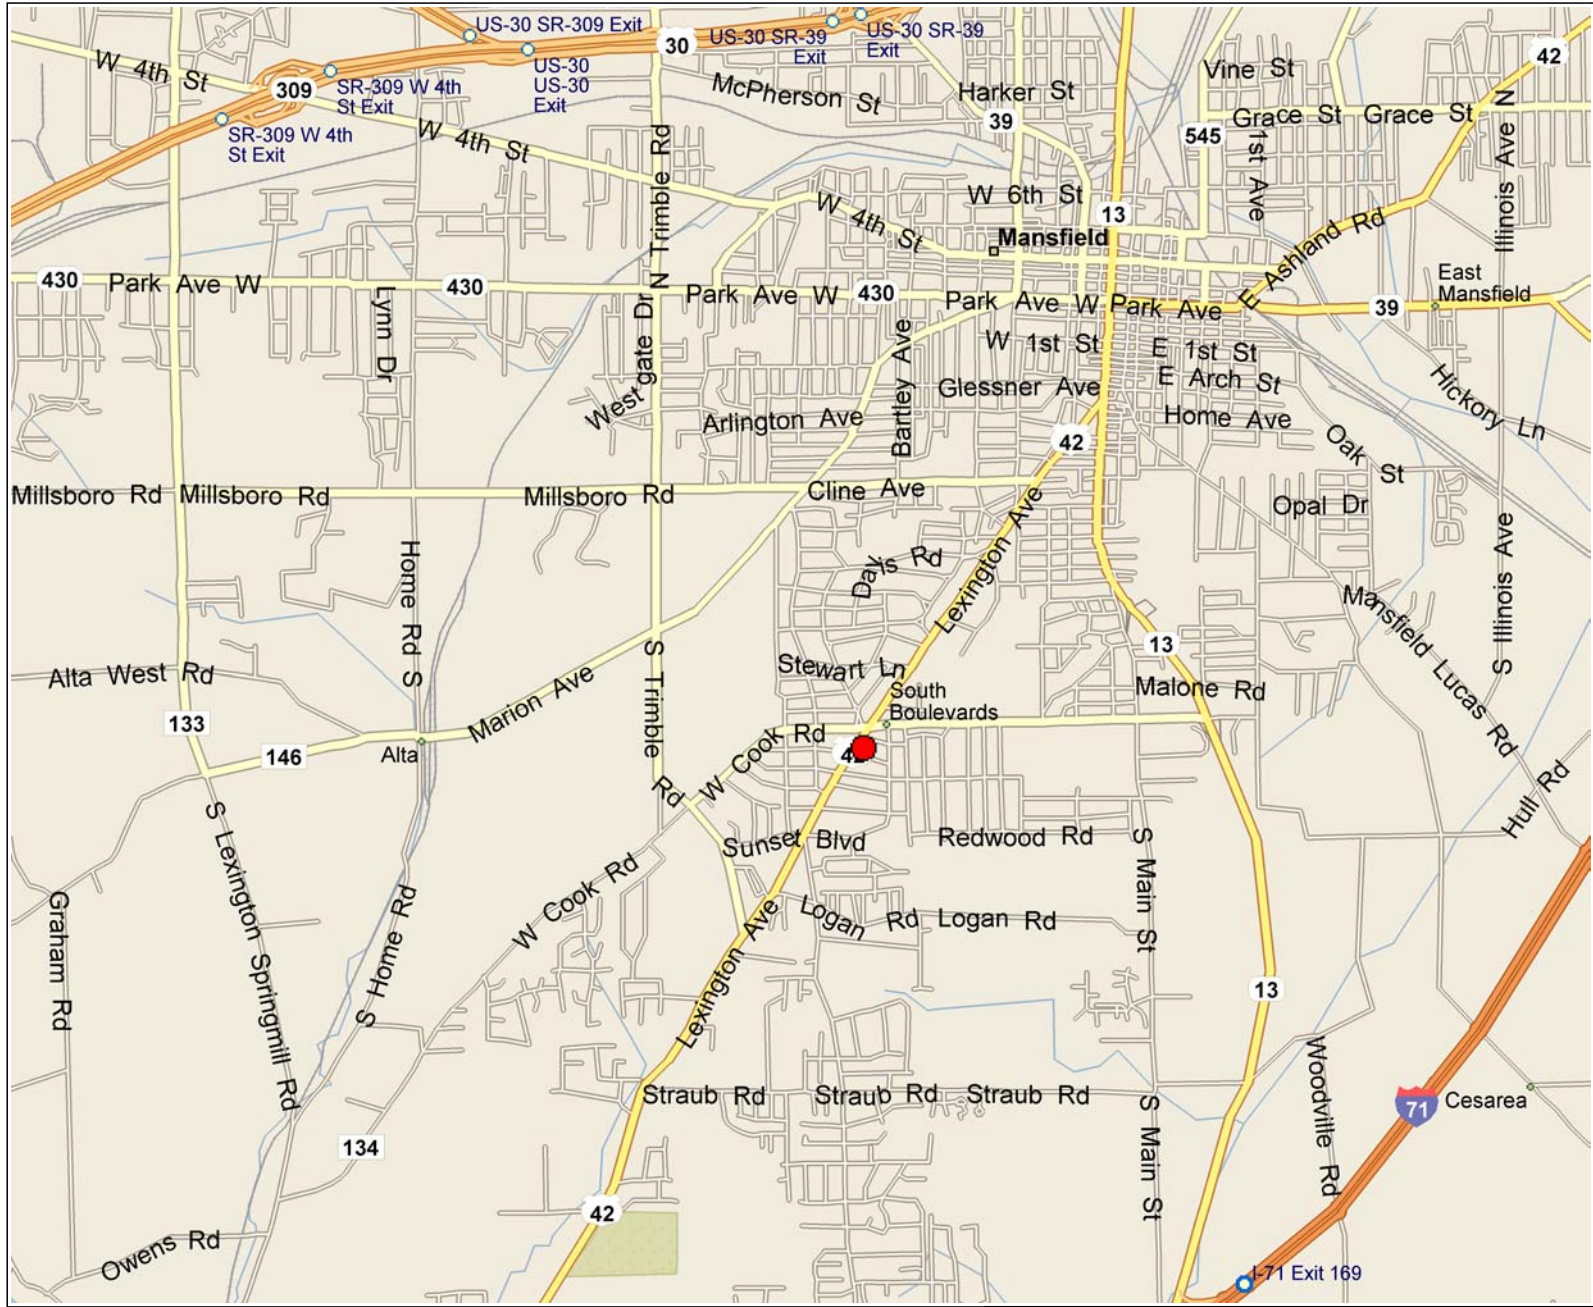 US-30 SR-309 Exit
US-30 SR-39
Exit
US-30 SR-39
Exit
30
42
W 4th St
309
SR-309 W 4th
St Exit
US-30
US-30
Exit
McPherson St
Harker St
Vine St
39
Grace St
Grace St
SR-309 W 4th
St Exit
W 4th St
545
1st Ave
Illinois Ave N
N Trimble Rd
W 6th St
13
W 4th St
Mansfield
E Ashland Rd
430
Park Ave W
430
Park Ave W
430
Park Ave W
Park Ave
39
East
Mansfield
Lynn Dr
Westgate Dr
Bartley Ave
W 1st St
E 1st St
Glessner Ave
E Arch St
Hickory Ln
Arlington Ave
Home Ave
42
Oak St
Millsboro Rd
Millsboro Rd
Millsboro Rd
Cline Ave
Opal Dr
Home Rd S
Davis Rd
Lexington Ave
S Illinois Ave
Mansfield Lucas Rd
13
Alta West Rd
Stewart Ln
Malone Rd
S Trimble Rd
Marion Ave
South
Boulevards
133
146
Alta
W Cook Rd
42
Hull Rd
S Lexington Springmill Rd
Sunset Blvd
Redwood Rd
S Main St
W Cook Rd
Graham Rd
S Home Rd
Logan Rd
Logan Rd
Lexington Ave
13
Straub Rd
Straub Rd
Straub Rd
Woodville Rd
71
Cesarea
S Main St
134
42
Owens Rd
I-71 Exit 169